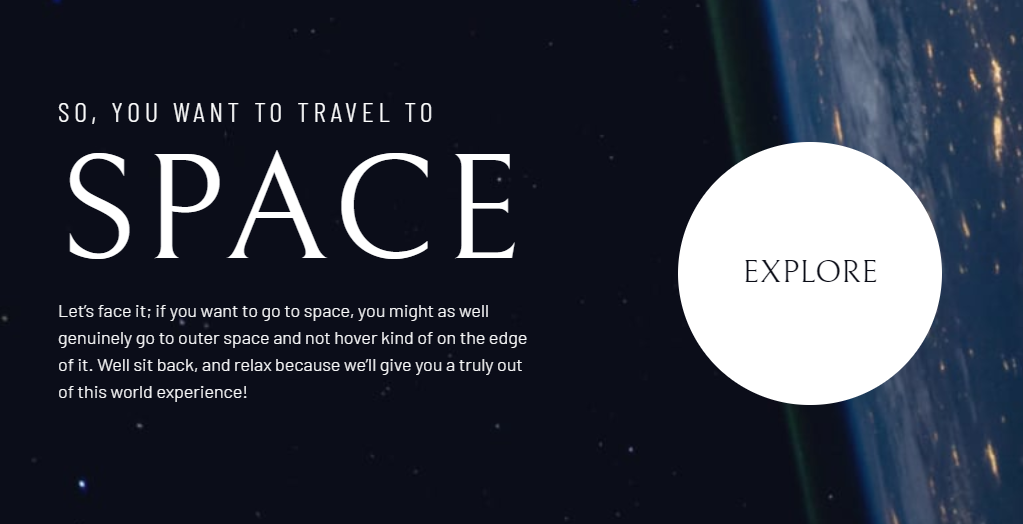 SO, YOU WANT TO TRAVEL TO
SPACE
Let’s face it; if you want to go to space, you might as well
genuinely go to outer space and not hover kind of on the edge
of it. Well sit back, and relax because we’ll give you a truly out
of this world experience!
EXPLORE